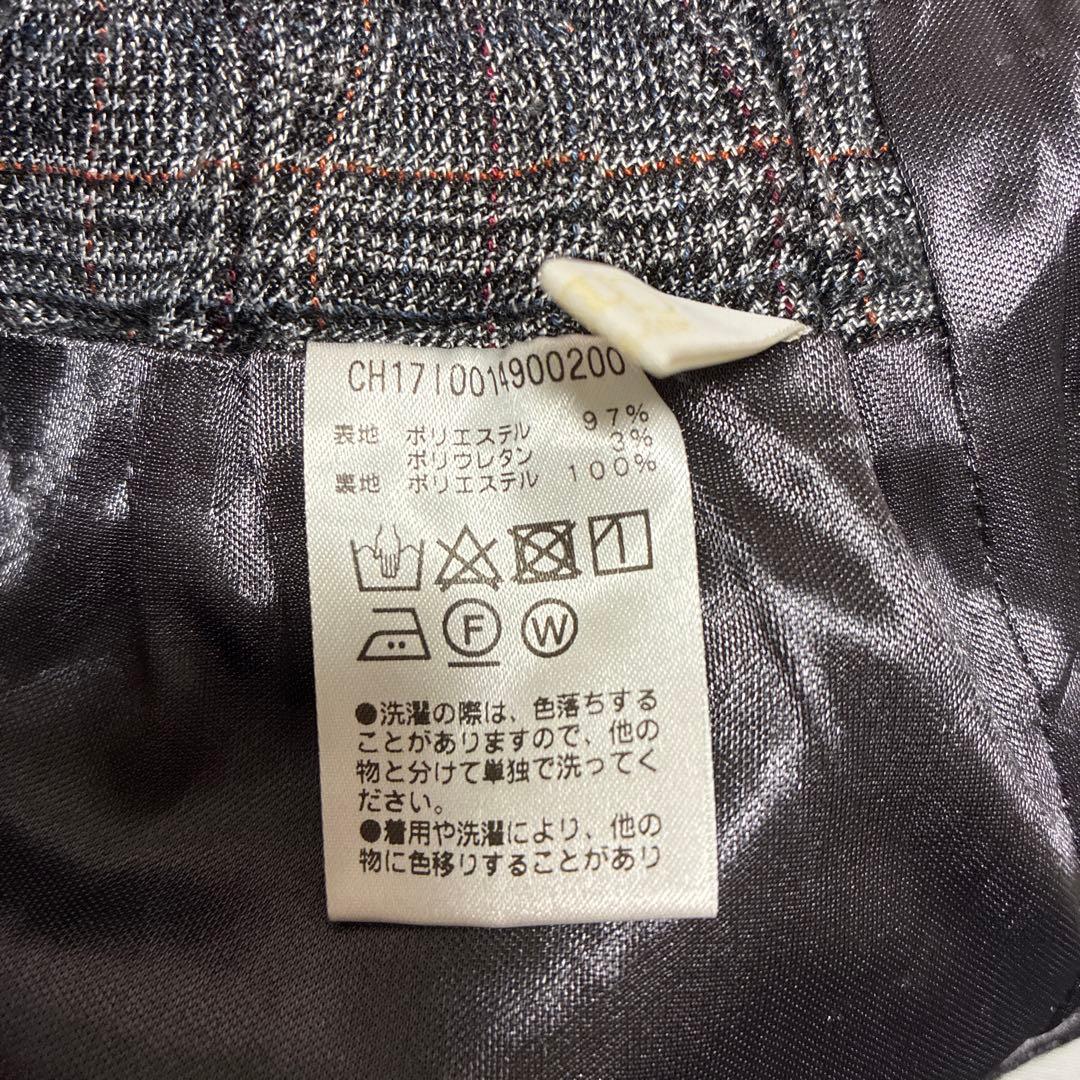 CH1710014900200
表地 ポリエステル 97%
ポリウレタン 3%
裏地 ポリエステル 100%
F W
●洗濯の際は、色落ちする
ことがありますので、他の
物と分けて単独で洗ってく
ださい。
●着用や洗濯により、他の
物に色移りすることがあり